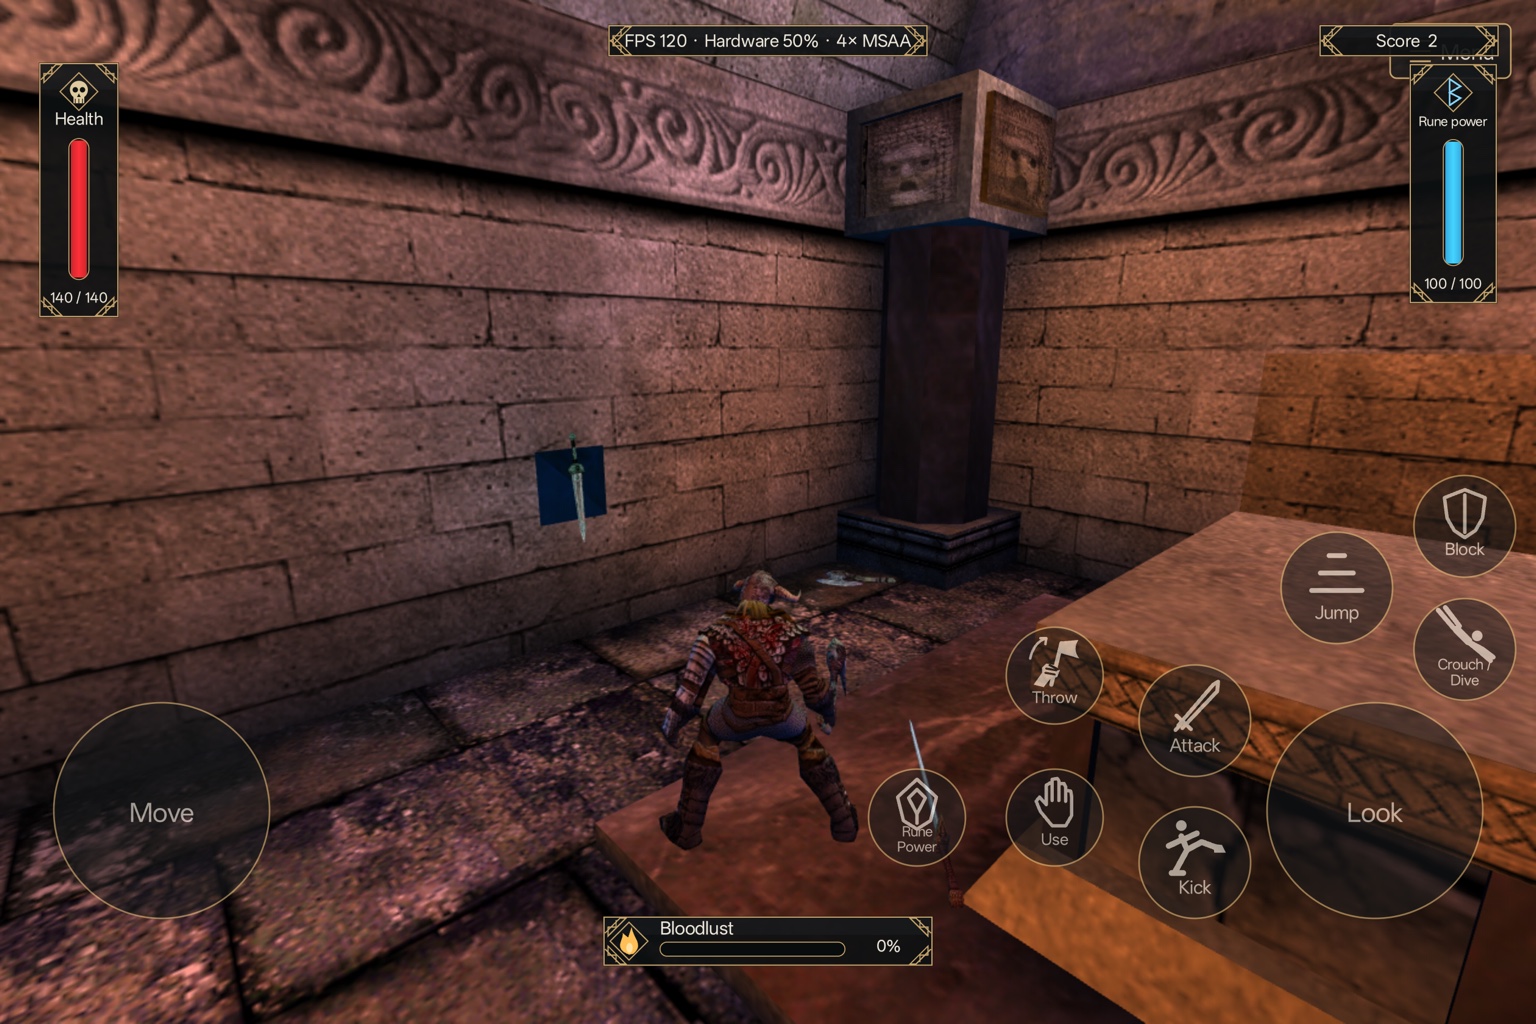 FPS 120 · Hardware 50% · 4× MSAA
Score 2
Menu
Health
140 / 140
Rune power
100 / 100
Block
Jump
Crouch /
Dive
Throw
Attack
Move
Look
Rune
Power
Use
Kick
Bloodlust
0%